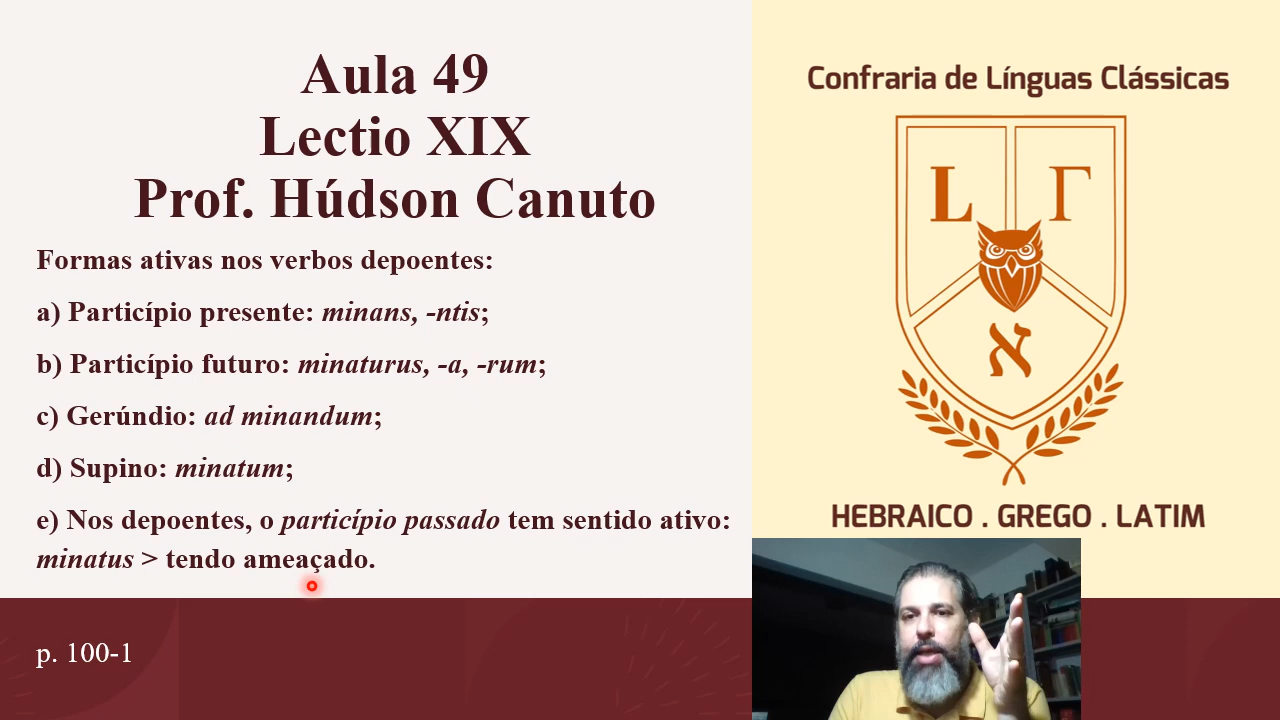 Aula 49
Lectio XIX
Prof. Húdson Canuto
Formas ativas nos verbos depoentes:
a) Particípio presente: minans, -ntis;
b) Particípio futuro: minaturus, -a, -rum;
c) Gerúndio: ad minandum;
d) Supino: minatum;
e) Nos depoentes, o particípio passado tem sentido ativo:
minatus > tendo ameaçado.
p. 100-1
Confraria de Línguas Clássicas
L Γ
א
HEBRAICO . GREGO . LATIM